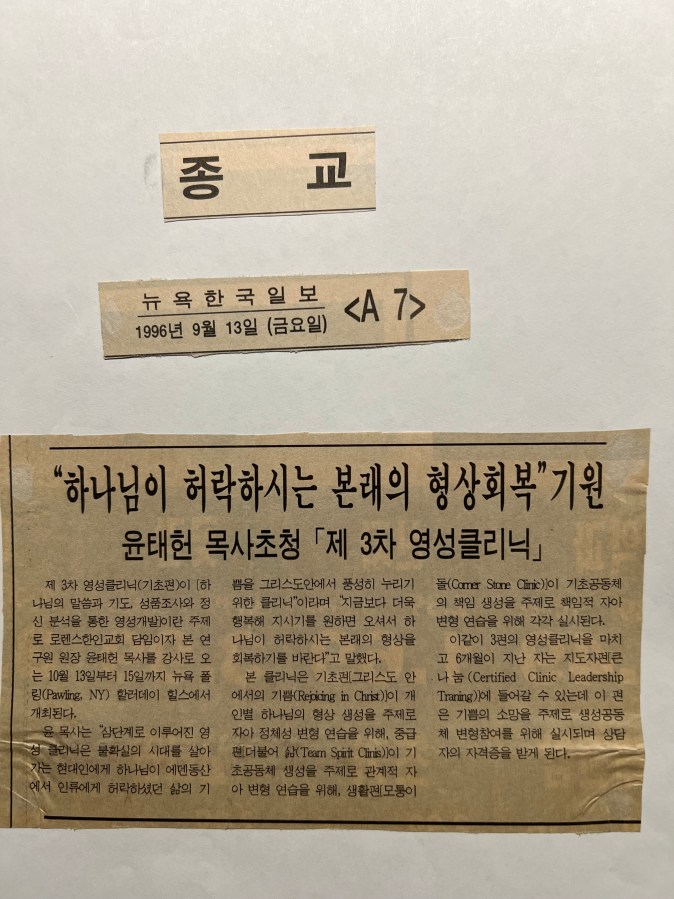 종 교
뉴욕한국일보
1996년 9월 13일 (금요일)
<A 7>
“하나님이 허락하시는 본래의 형상회복”기원
윤태헌 목사초청 「제 3차 영성클리닉」
제 3차 영성클리닉(기초편)이 [하
나님의 말씀과 기도, 성품조사와 정
신 분석을 통한 영성개발]이란 주제
로 로렌스한인교회 담임이자 본 연
구원 원장 윤태헌 목사를 강사로 오
는 10월 13일부터 15일까지 뉴욕 폴
링(Pawling, NY) 할러데이 힐스에서
개최된다.
윤 목사는 “삼단계로 이루어진 영
성 클리닉은 불확실의 시대를 살아
가는 현대인에게 하나님이 에덴동산
에서 인류에게 허락하셨던 삶의 기
쁨을 그리스도안에서 풍성히 누리기
위한 클리닉”이라며 “지금보다 더욱
행복해 지시기를 원하면 오셔서 하
나님이 허락하시는 본래의 형상을
회복하기를 바란다”고 말했다.
본 클리닉은 기초편[그리스도 안
에서의 기쁨(Rejoicing in Christ)]이 개
인별 하나님의 형상 생성을 주제로
자아 정체성 변형 연습을 위해, 중급
편[더불어 삶(Team Spirit Clinis)]이 기
초공동체 생성을 주제로 관계적 자
아 변형 연습을 위해, 생활편[모퉁이
돌(Corner Stone Clinic)]이 기초공동체
의 책임 생성을 주제로 책임적 자아
변형 연습을 위해 각각 실시된다.
이같이 3편의 영성클리닉을 마치
고 6개월이 지난 자는 지도자편[큰
나눔(Certified Clinic Leadership
Traning)]에 들어갈 수 있는데 이 편
은 기쁨의 소망을 주제로 생성공동
체 변형참여를 위해 실시되며 상담
자의 자격증을 받게 된다.